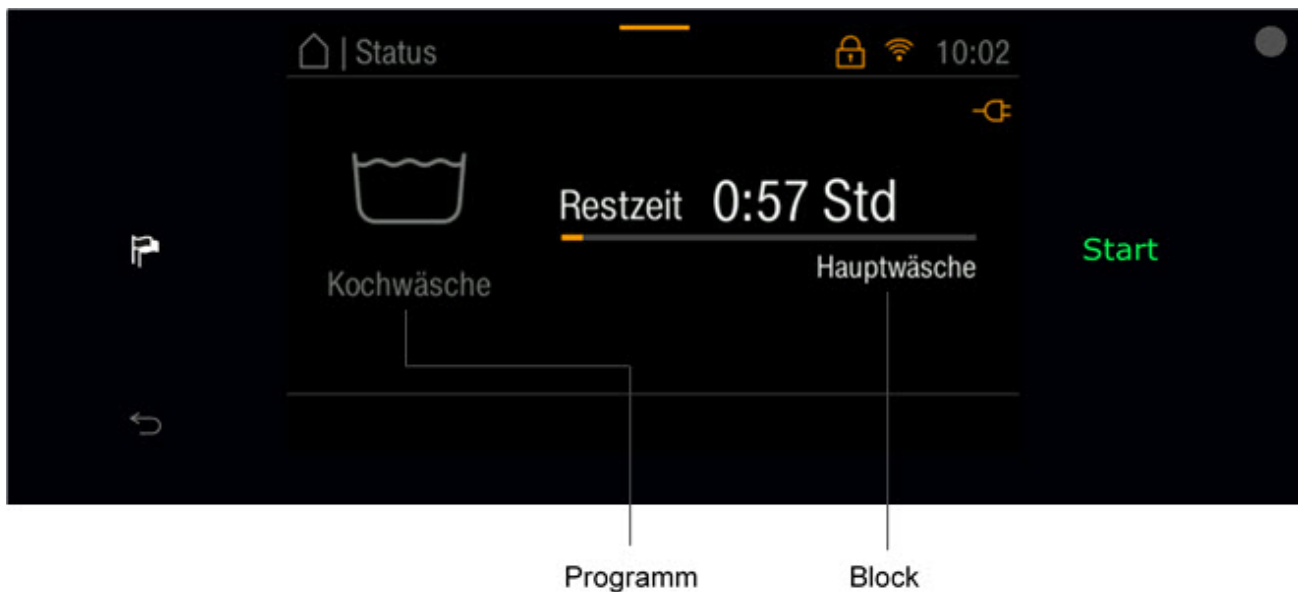 | Status
10:02
Restzeit 0:57 Std
Hauptwäsche
Start
Kochwäsche
Programm
Block